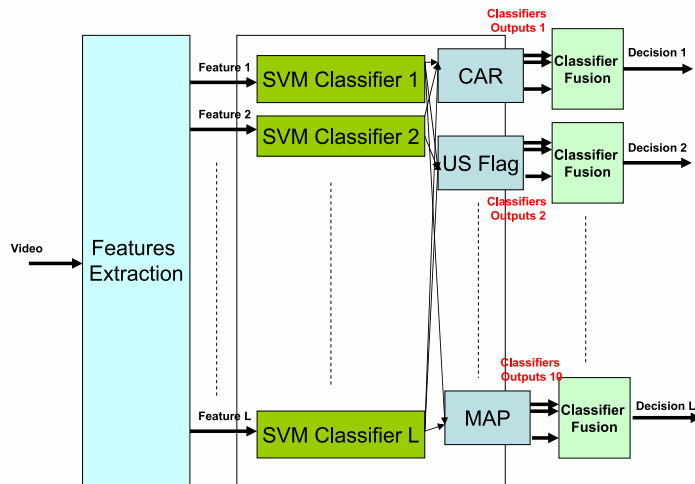 Classifiers
Outputs 1
Feature 1
SVM Classifier 1
CAR
Classifier
Fusion
Decision 1
Feature 2
SVM Classifier 2
US Flag
Classifier
Fusion
Decision 2
Classifiers
Outputs 2
Video
Features
Extraction
Classifiers
Outputs 10
Feature L
SVM Classifier L
MAP
Classifier
Fusion
Decision L